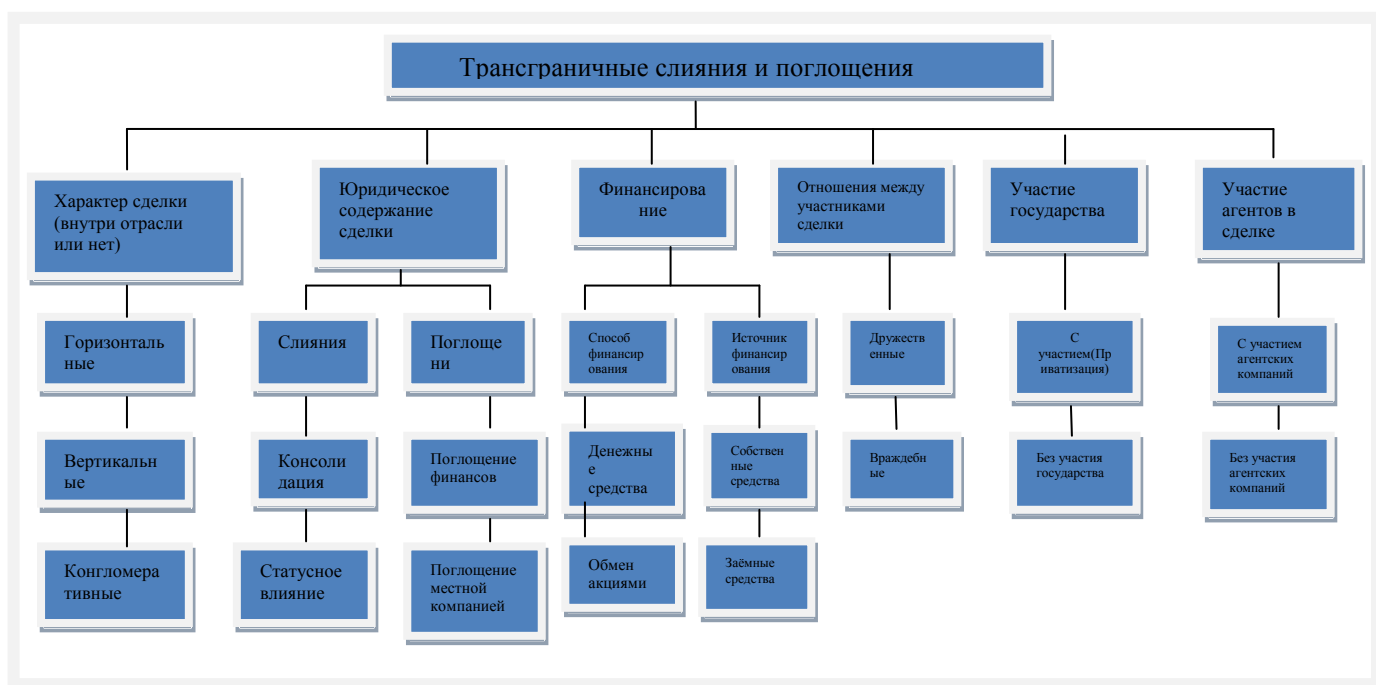 Трансграничные слияния и поглощения
Характер сделки
(внутри отрасли
или нет)
Юридическое
содержание
сделки
Финансирова
ние
Отношения между
участниками
сделки
Участие
государства
Участие
агентов в
сделке
Горизонталь
ные
Слияния
Поглоще
ни
Способ
финансир
ования
Источник
финансир
ования
Дружеств
енные
С
участием(Пр
иватизация)
С участием
агентских
компаний
Вертикальн
ые
Консоли
дация
Поглощение
финансов
Денежны
е
средства
Собствен
ные
средства
Враждебн
ые
Без участия
государства
Без участия
агентских
компаний
Конгломера
тивные
Статусное
влияние
Поглощение
местной
компанией
Обмен
акциями
Заёмные
средства